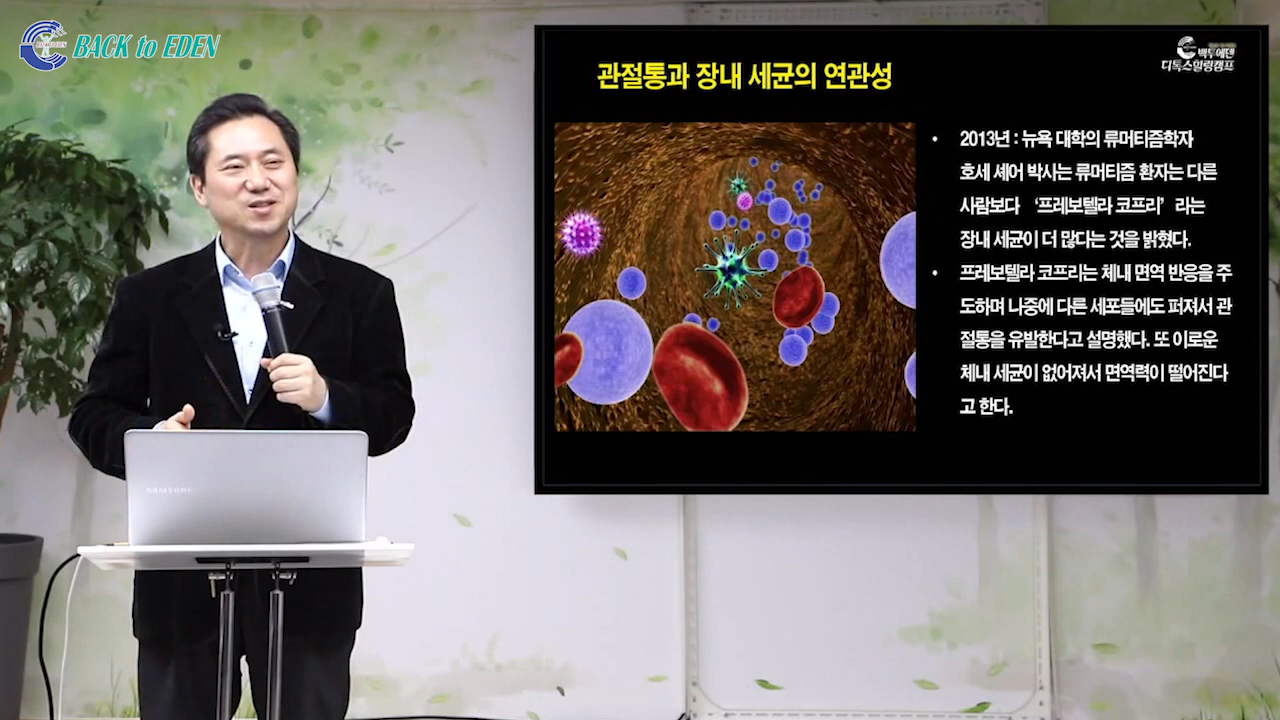 BACK to EDEN
백투에덴
디톡스힐링캠프
관절통과 장내 세균의 연관성
• 2013년 : 뉴욕 대학의 류머티즘학자
호세 셰어 박사는 류머티즘 환자는 다른
사람보다 ‘프레보텔라 코프리’ 라는
장내 세균이 더 많다는 것을 밝혔다.
• 프레보텔라 코프리는 체내 면역 반응을 주
도하며 나중에 다른 세포들에도 퍼져서 관
절통을 유발한다고 설명했다. 또 이로운
체내 세균이 없어져서 면역력이 떨어진다
고 한다.
SAMSUNG